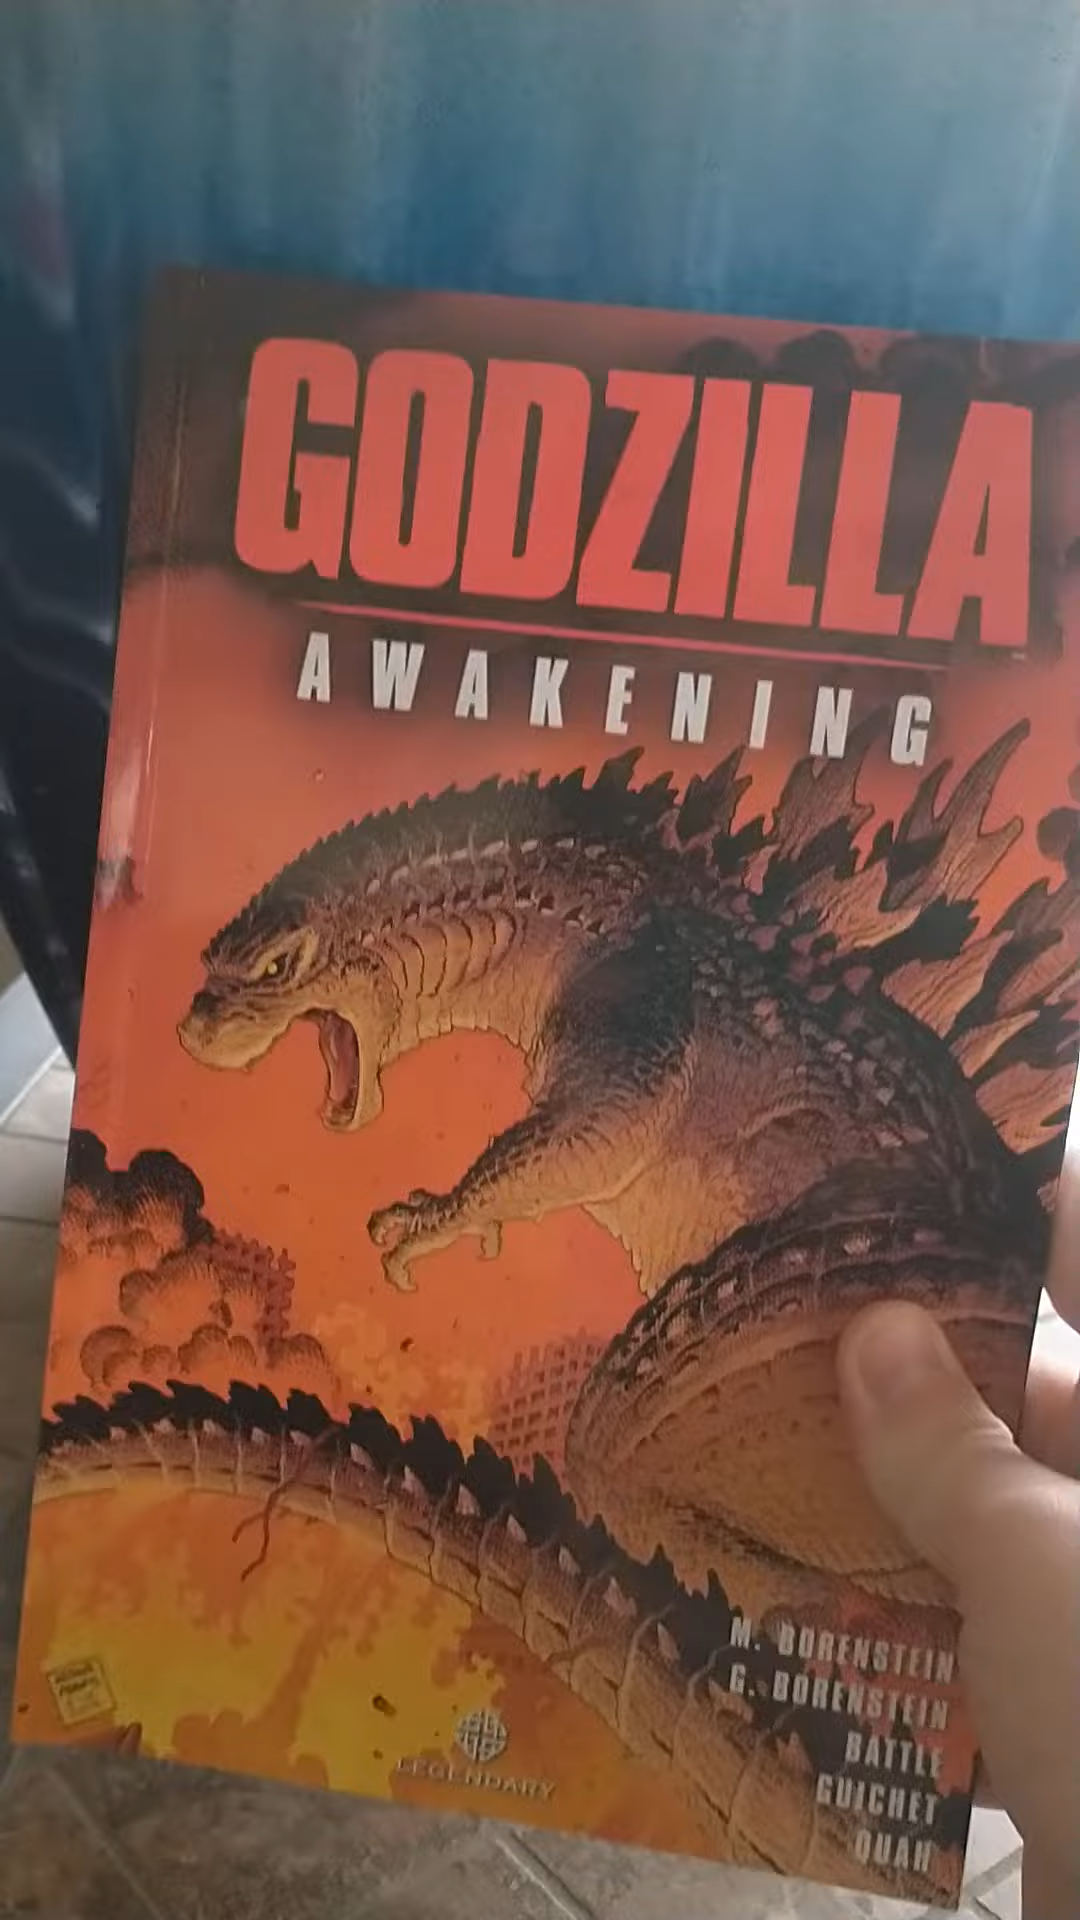 GODZILLA
AWAKENING
M. BORENSTEIN
G. BORENSTEIN
BATTLE
GUICHET
QUAH
LEGENDARY